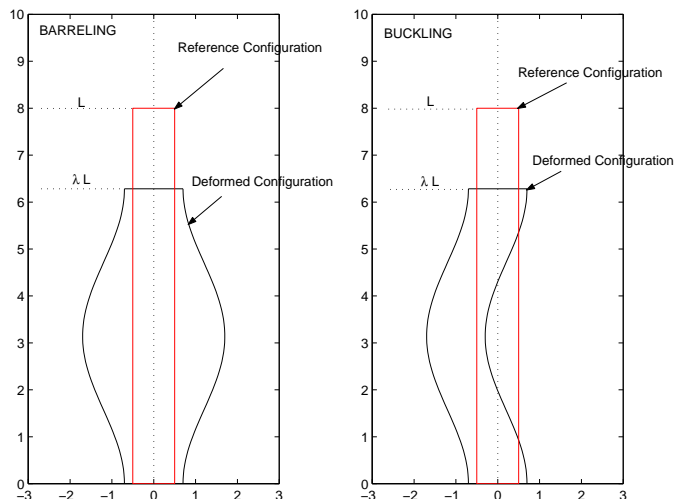 BARRELING
Reference Configuration
L
λ L
Deformed Configuration
10
9
8
7
6
5
4
3
2
1
0
−3 −2 −1 0 1 2 3
BUCKLING
Reference Configuration
L
Deformed Configuration
λ L
10
9
8
7
6
5
4
3
2
1
0
−3 −2 −1 0 1 2 3